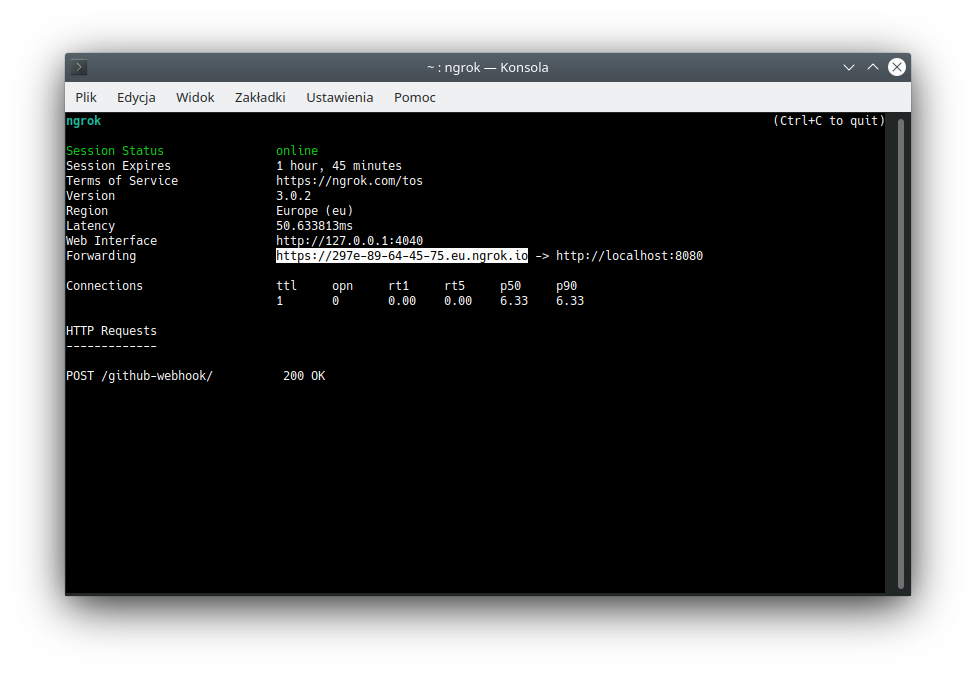 ~ : ngrok — Konsola
Plik Edycja Widok Zakładki Ustawienia Pomoc
ngrok (Ctrl+C to quit)
Session Status online
Session Expires 1 hour, 45 minutes
Terms of Service https://ngrok.com/tos
Version 3.0.2
Region Europe (eu)
Latency 50.633813ms
Web Interface http://127.0.0.1:4040
Forwarding https://297e-89-64-45-75.eu.ngrok.io -> http://localhost:8080
Connections ttl opn rt1 rt5 p50 p90
1 0 0.00 0.00 6.33 6.33
HTTP Requests
-------------
POST /github-webhook/ 200 OK